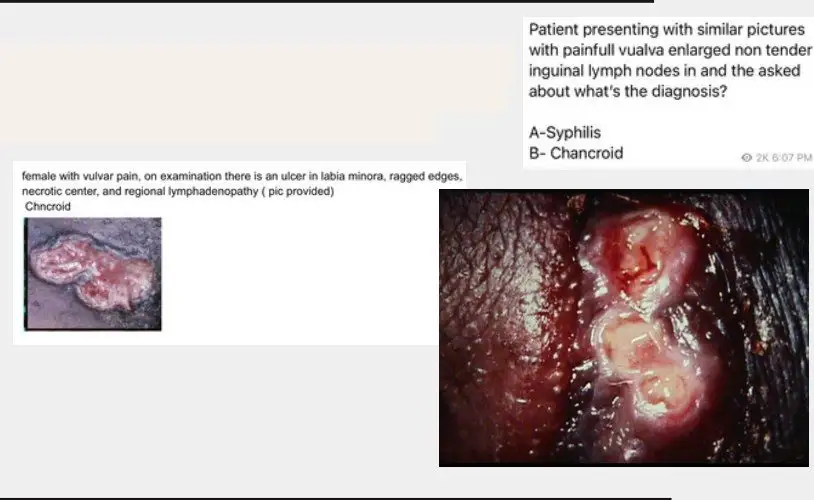 Patient presenting with similar pictures
with painfull vualva enlarged non tender
inguinal lymph nodes in and the asked
about what's the diagnosis?
A-Syphilis
B- Chancroid
2K 6:07 PM
female with vulvar pain, on examination there is an ulcer in labia minora, ragged edges,
necrotic center, and regional lymphadenopathy ( pic provided)
Chncroid